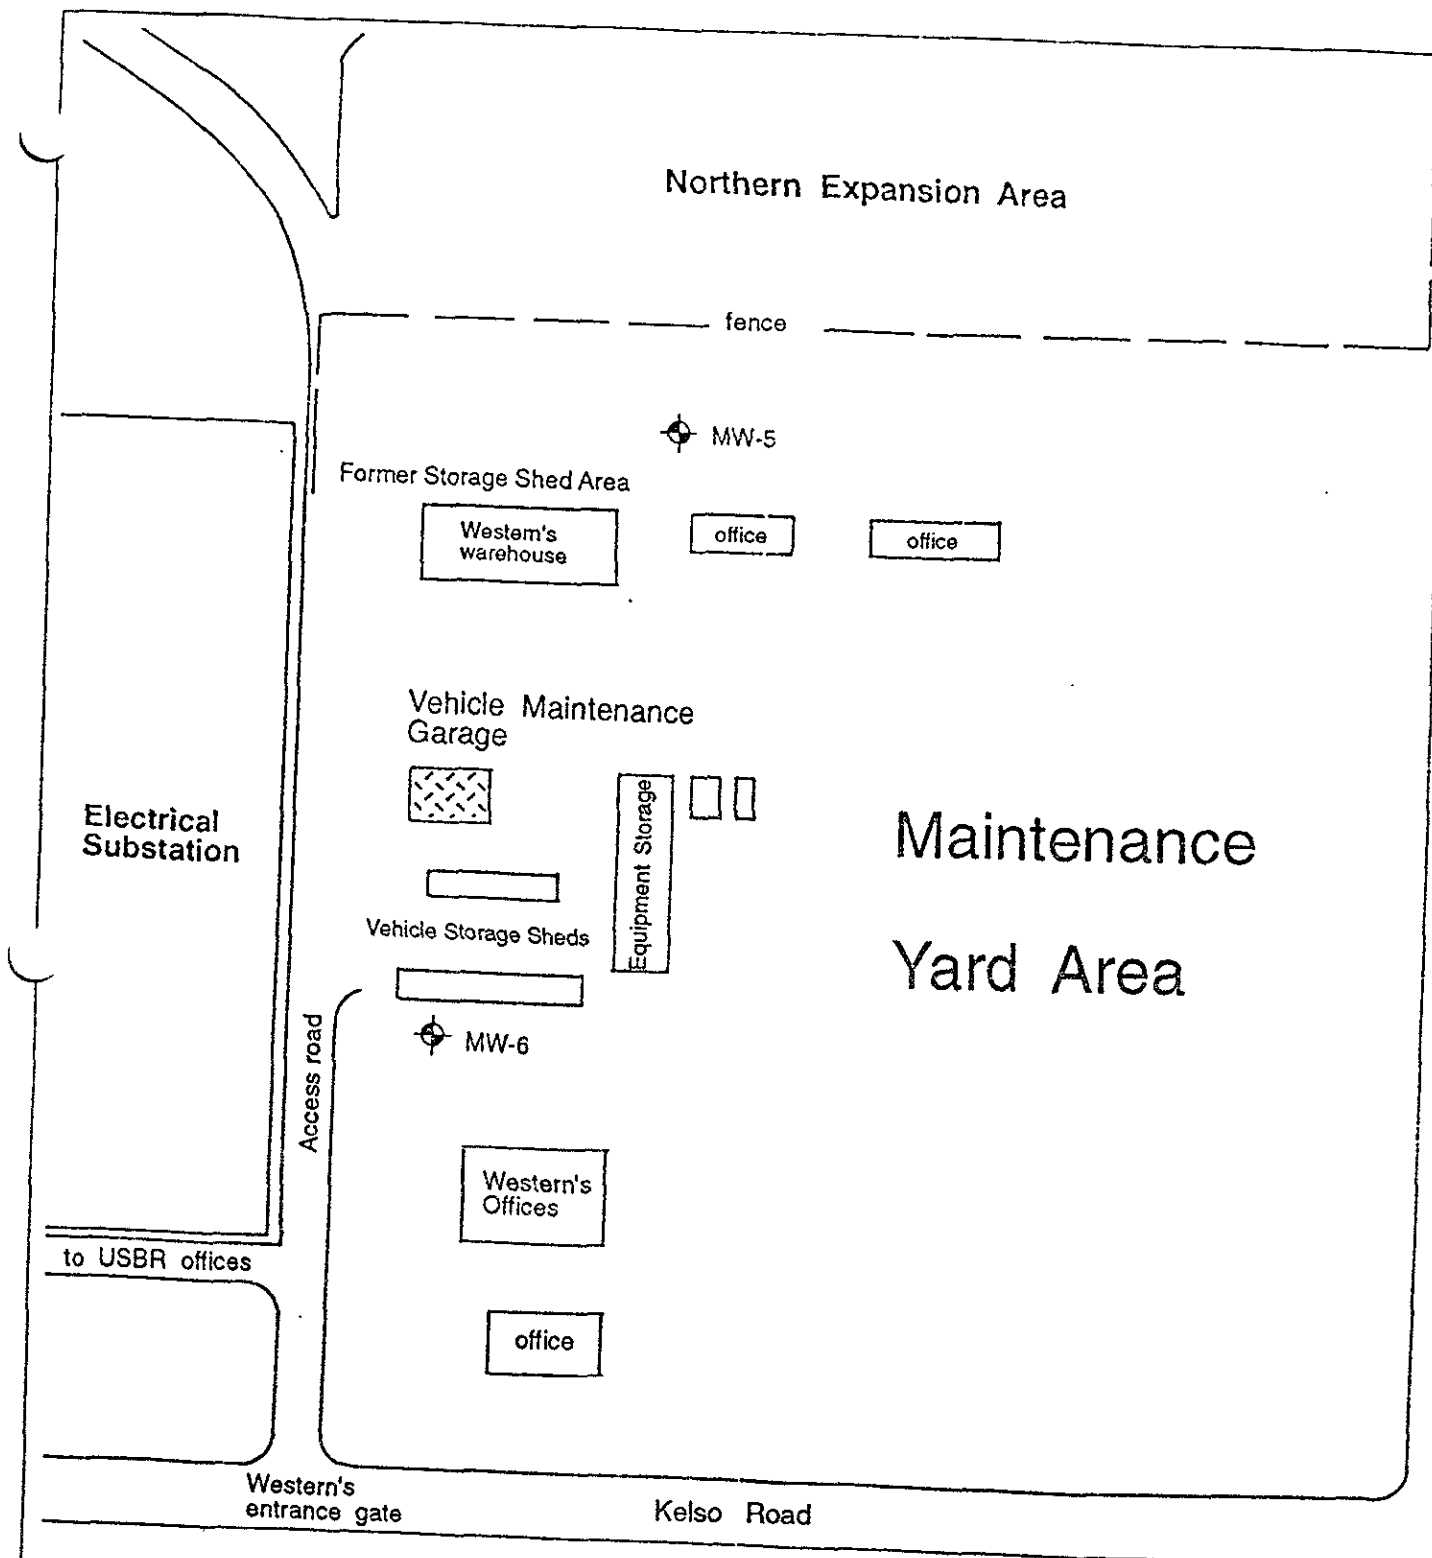 Northern Expansion Area
fence
MW-5
Former Storage Shed Area
Western's
warehouse
office
office
Vehicle Maintenance
Garage
Equipment Storage
Electrical
Substation
Maintenance
Yard Area
Vehicle Storage Sheds
MW-6
Access road
Western's
Offices
to USBR offices
office
Western's
entrance gate
Kelso Road